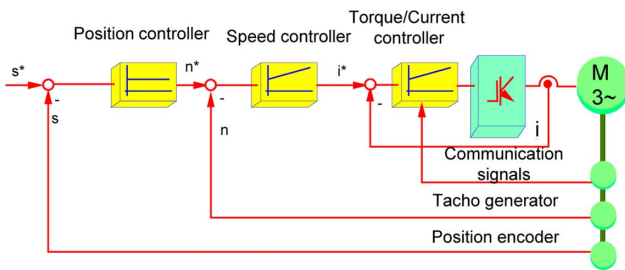 Position controller
Speed controller
Torque/Current
controller
s*
n*
i*
M
3~
-
s
-
n
-
i
Communication
signals
Tacho generator
Position encoder